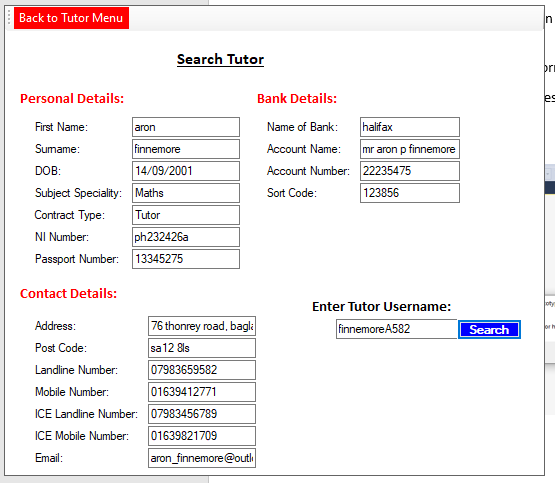 Back to Tutor Menu
Search Tutor
Personal Details:
First Name: aron
Surname: finnemore
DOB: 14/09/2001
Subject Speciality: Maths
Contract Type: Tutor
NI Number: ph232426a
Passport Number: 13345275
Bank Details:
Name of Bank: halifax
Account Name: mr aron p finnemore
Account Number: 22235475
Sort Code: 123856
Contact Details:
Address: 76 thonrey road, bagla
Post Code: sa12 8ls
Landline Number: 07983659582
Mobile Number: 01639412771
ICE Landline Number: 07983456789
ICE Mobile Number: 01639821709
Email: aron_finnemore@outlo
Enter Tutor Username:
finnemoreA582 Search